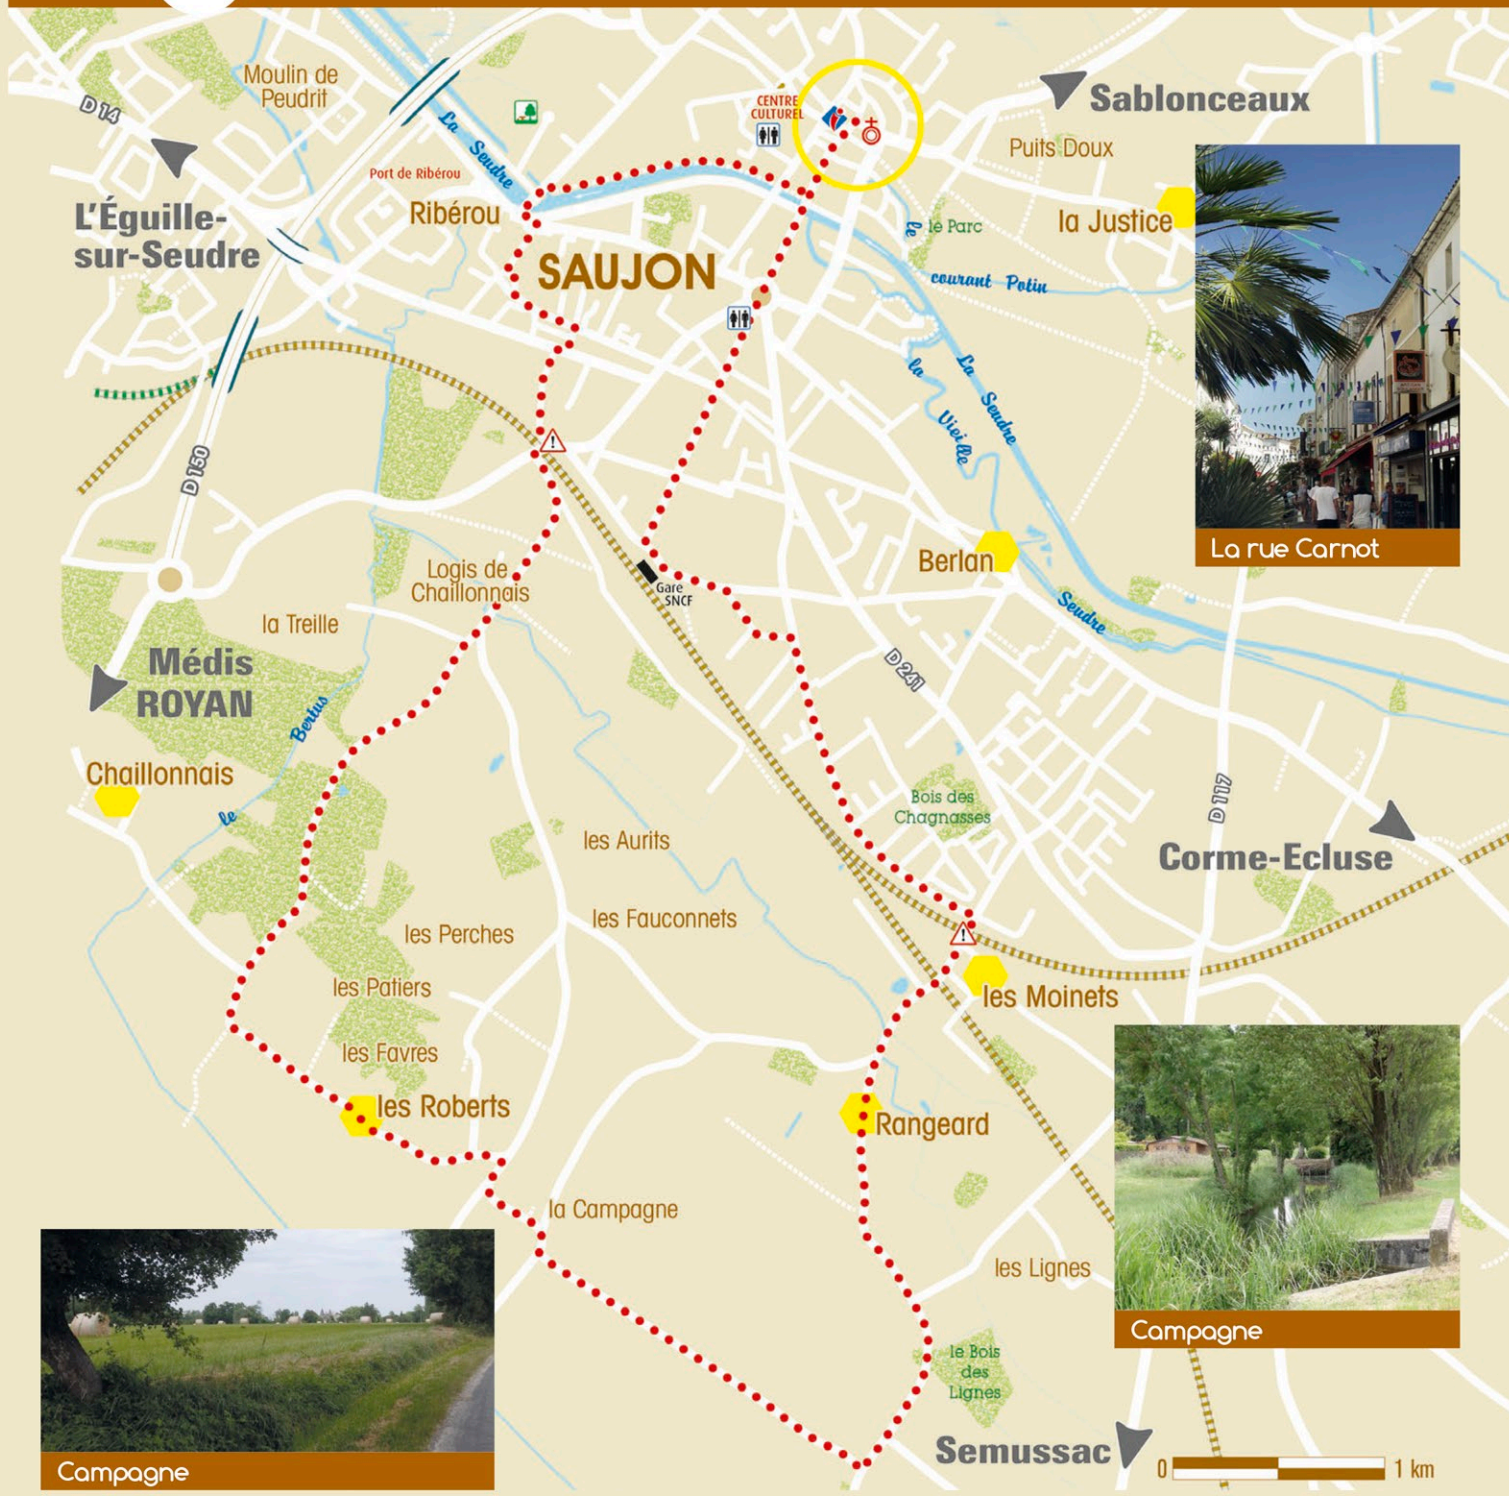 Moulin de
Peudrit
D 14
La Seudre
CENTRE
CULTUREL
Sablonceaux
Puits Doux
Port de Ribérou
L'Éguille-
sur-Seudre
Ribérou
le Parc
la Justice
SAUJON
le
courant Potin
La Seudre
la Vieille
D 150
La rue Carnot
Berlan
Logis de
Chaillonnais
Gare
SNCF
Seudre
la Treille
Médis
ROYAN
D 241
Bertus
le
Chaillonnais
D 117
Bois des
Chagnasses
les Aurits
Corme-Ecluse
les Fauconnets
les Perches
les Patiers
les Moinets
les Favres
les Roberts
Rangeard
la Campagne
les Lignes
Campagne
le Bois
des
Lignes
Semussac
0
1 km
Campagne